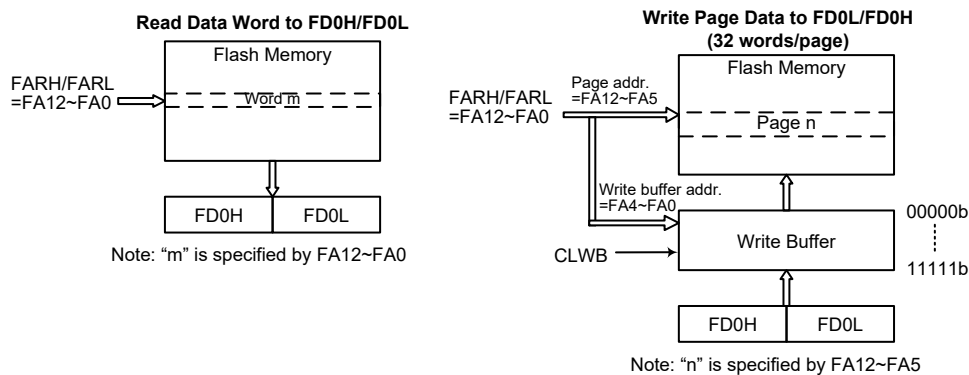 Read Data Word to FD0H/FD0L
Flash Memory
FARH/FARL
=FA12~FA0
Word m
FD0H
FD0L
Note: “m” is specified by FA12~FA0
Write Page Data to FD0L/FD0H
(32 words/page)
Flash Memory
Page addr.
=FA12~FA5
FARH/FARL
=FA12~FA0
Page n
Write buffer addr.
=FA4~FA0
00000b
Write Buffer
CLWB
11111b
FD0H
FD0L
Note: “n” is specified by FA12~FA5